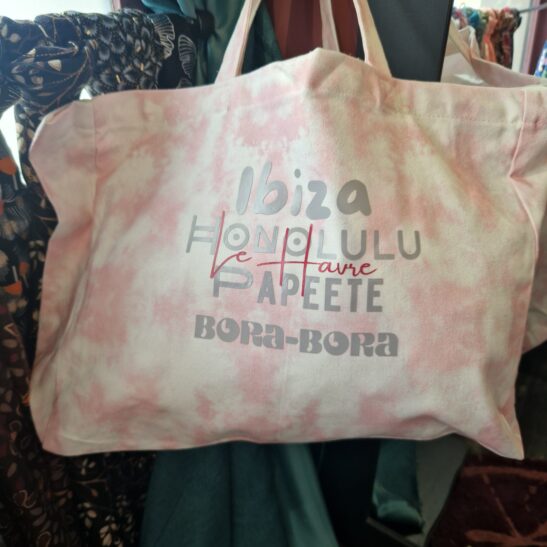 Ibiza
HONOLULU
Le Havre
PAPEETE
BORA-BORA